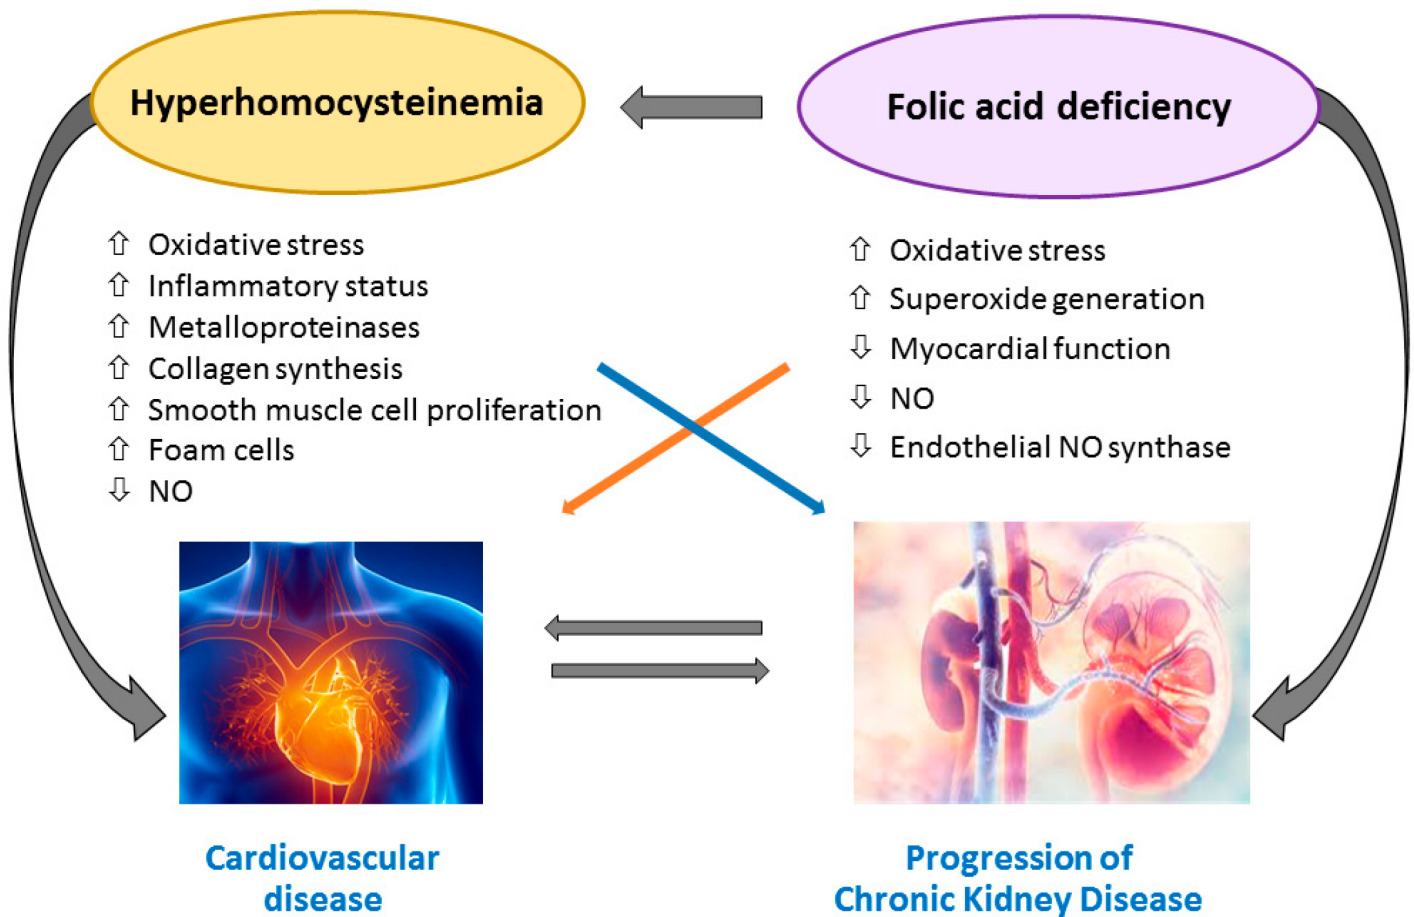 Hyperhomocysteinemia
Folic acid deficiency
⇧ Oxidative stress
⇧ Inflammatory status
⇧ Metalloproteinases
⇧ Collagen synthesis
⇧ Smooth muscle cell proliferation
⇧ Foam cells
⇩ NO
⇧ Oxidative stress
⇧ Superoxide generation
⇩ Myocardial function
⇩ NO
⇩ Endothelial NO synthase
Cardiovascular
disease
Progression of
Chronic Kidney Disease